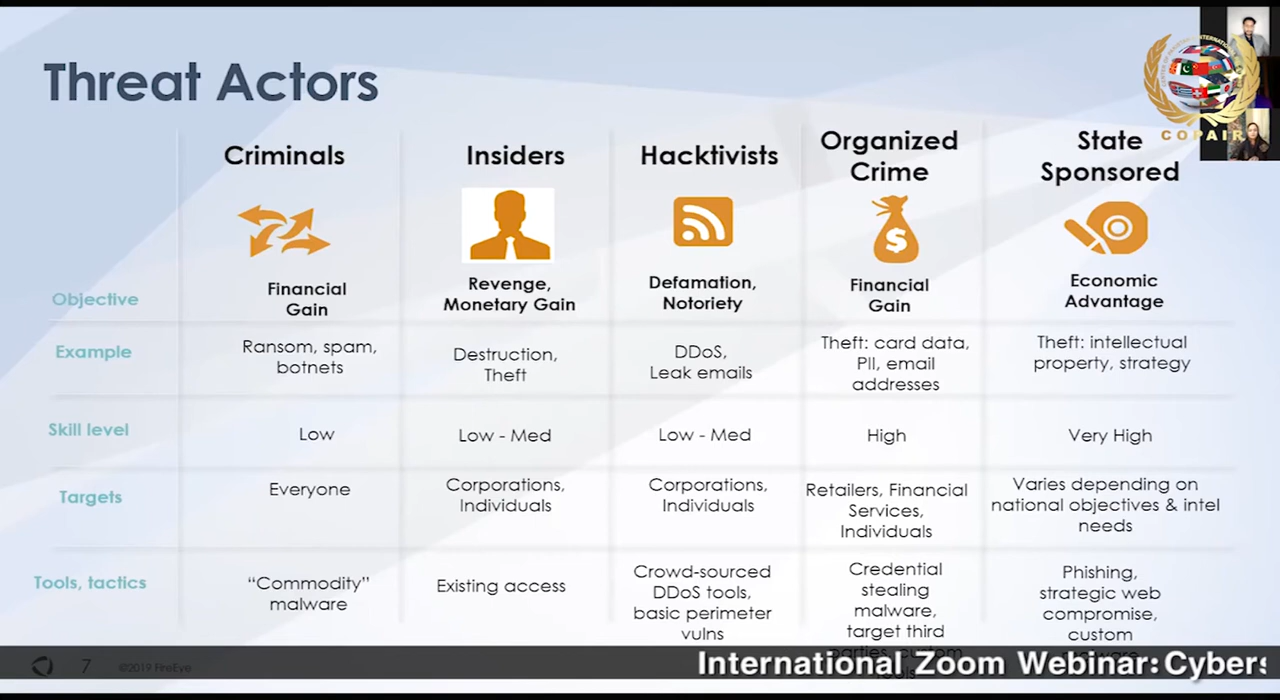 Threat Actors
COPAIR
Criminals
Insiders
Hacktivists
Organized
Crime
State
Sponsored
$
Objective
Financial
Gain
Revenge,
Monetary Gain
Defamation,
Notoriety
Financial
Gain
Economic
Advantage
Example
Ransom, spam,
botnets
Destruction,
Theft
DDoS,
Leak emails
Theft: card data,
PII, email
addresses
Theft: intellectual
property, strategy
Skill level
Low
Low - Med
Low - Med
High
Very High
Targets
Everyone
Corporations,
Individuals
Corporations,
Individuals
Retailers, Financial
Services,
Individuals
Varies depending on
national objectives & intel
needs
Tools, tactics
“Commodity”
malware
Existing access
Crowd-sourced
DDoS tools,
basic perimeter
vulns
Credential
stealing
malware,
target third
parties, custom
tools
Phishing,
strategic web
compromise,
custom
7
©2019 FireEye
International Zoom Webinar: Cybers